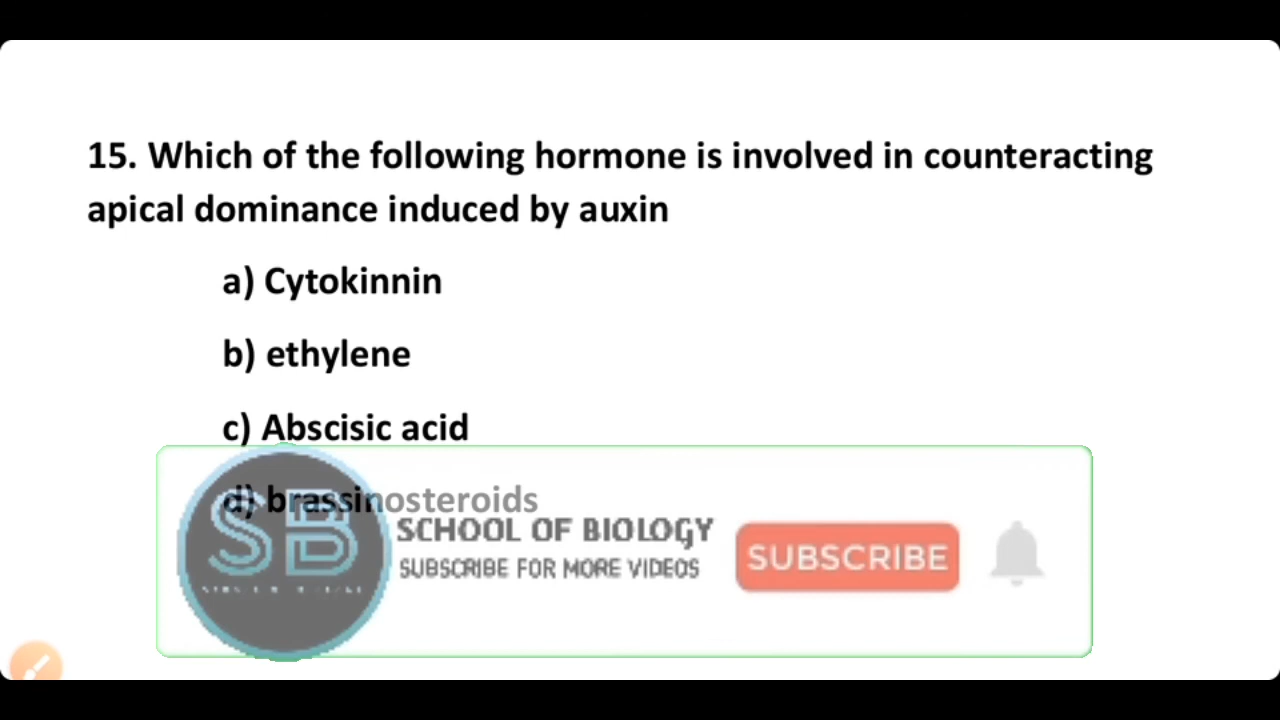 15. Which of the following hormone is involved in counteracting
apical dominance induced by auxin
a) Cytokinnin
b) ethylene
c) Abscisic acid
d) brassinosteroids
SB
SCHOOL OF BIOLOGY
SUBSCRIBE FOR MORE VIDEOS
SUBSCRIBE